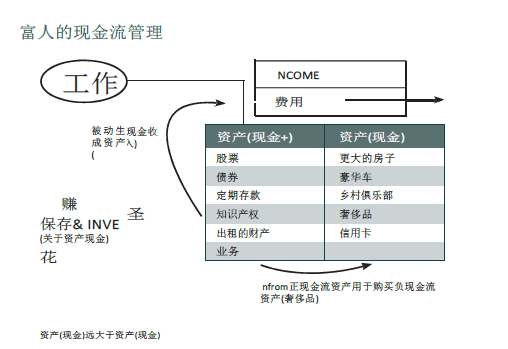 富人的现金流管理
工作
NCOME
费用
被动生现金收
成资产入)
(
资产(现金+) 资产(现金)
股票 更大的房子
债券 豪华车
定期存款 乡村俱乐部
知识产权 奢侈品
出租的财产 信用卡
业务
赚
圣
保存& INVE
(关于资产现金)
花
nfrom正现金流资产用于购买负现金流
资产(奢侈品)
资产(现金)远大于资产(现金)